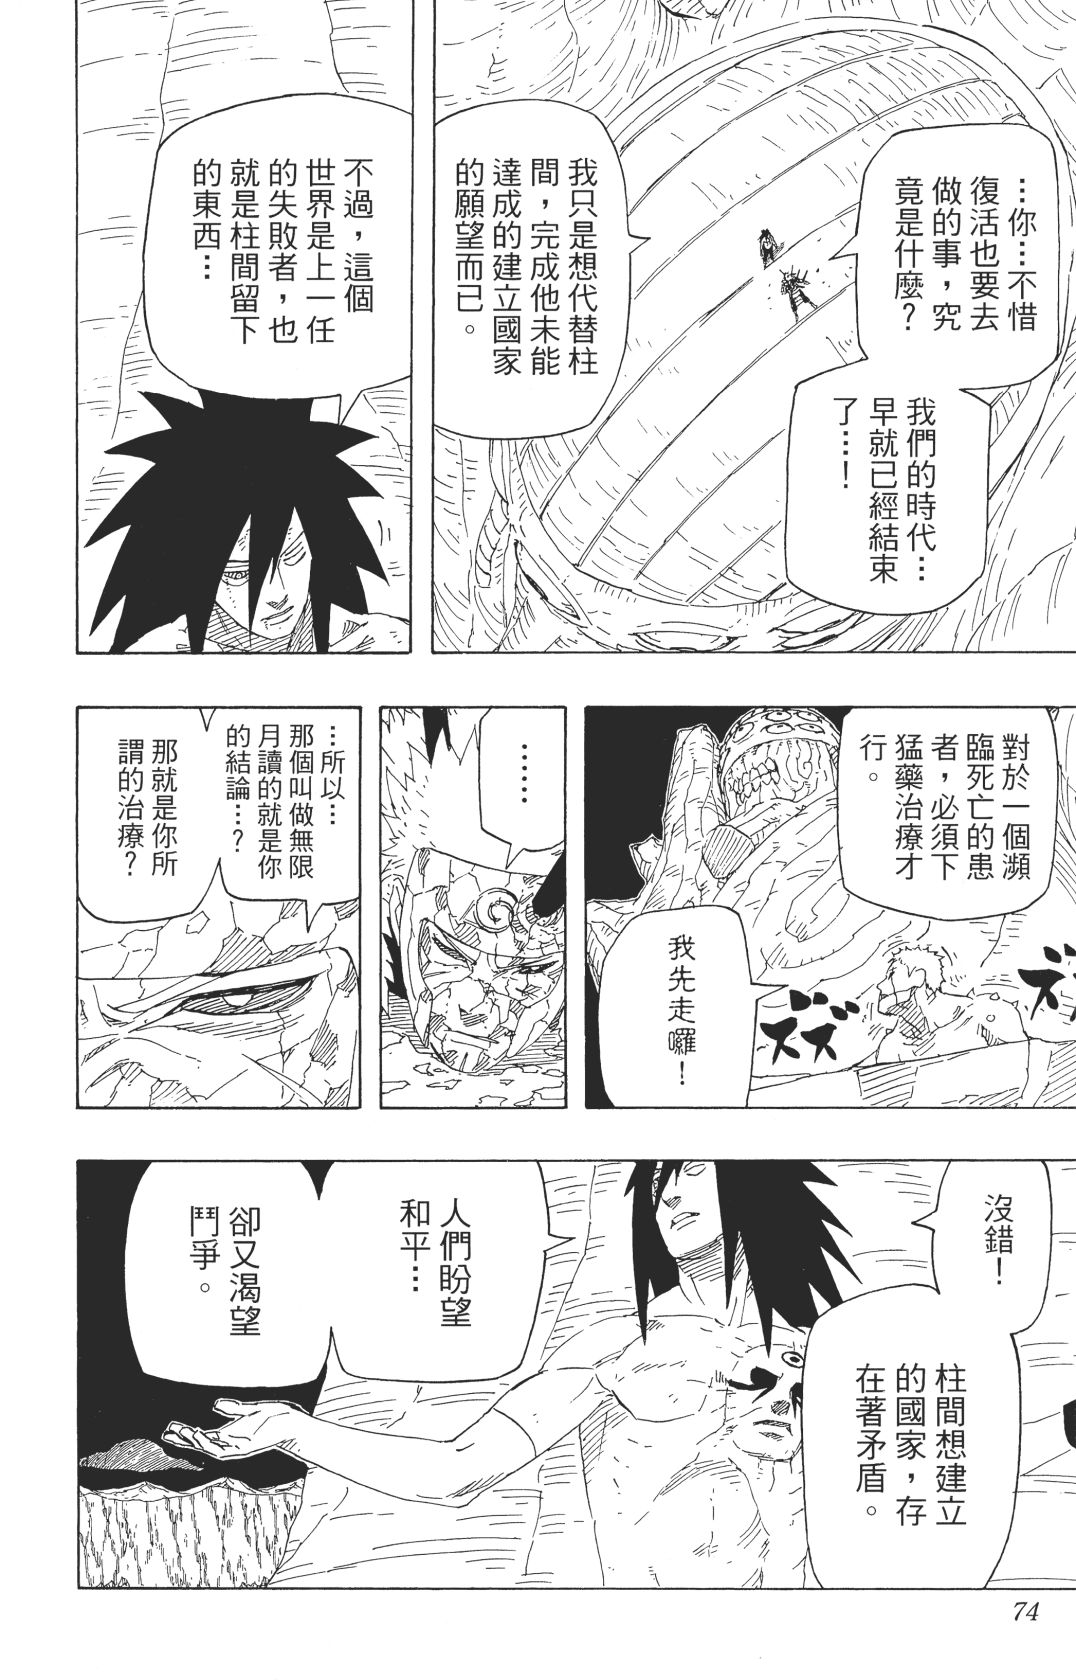 …你…不惜
復活也要去
做的事，究
竟是什麼？
我們的時代…
早就已經結束
了…！
我只是想代替柱
間，完成他未能
達成的建立國家
的願望而已。
不過，這個
世界是上一任
的失敗者，也
就是柱間留下
的東西…
對於一個瀕
臨死亡的患
者，必須下
猛藥治療才
行。
ズ
ズズ
我先走囉！
……
…所以…
那個叫做無限
月讀的就是你
的結論…？
那就是你所
謂的治療？
沒錯！
柱間想建立
的國家，存
在著矛盾。
人們盼望
和平…
卻又渴望
鬥爭。
74